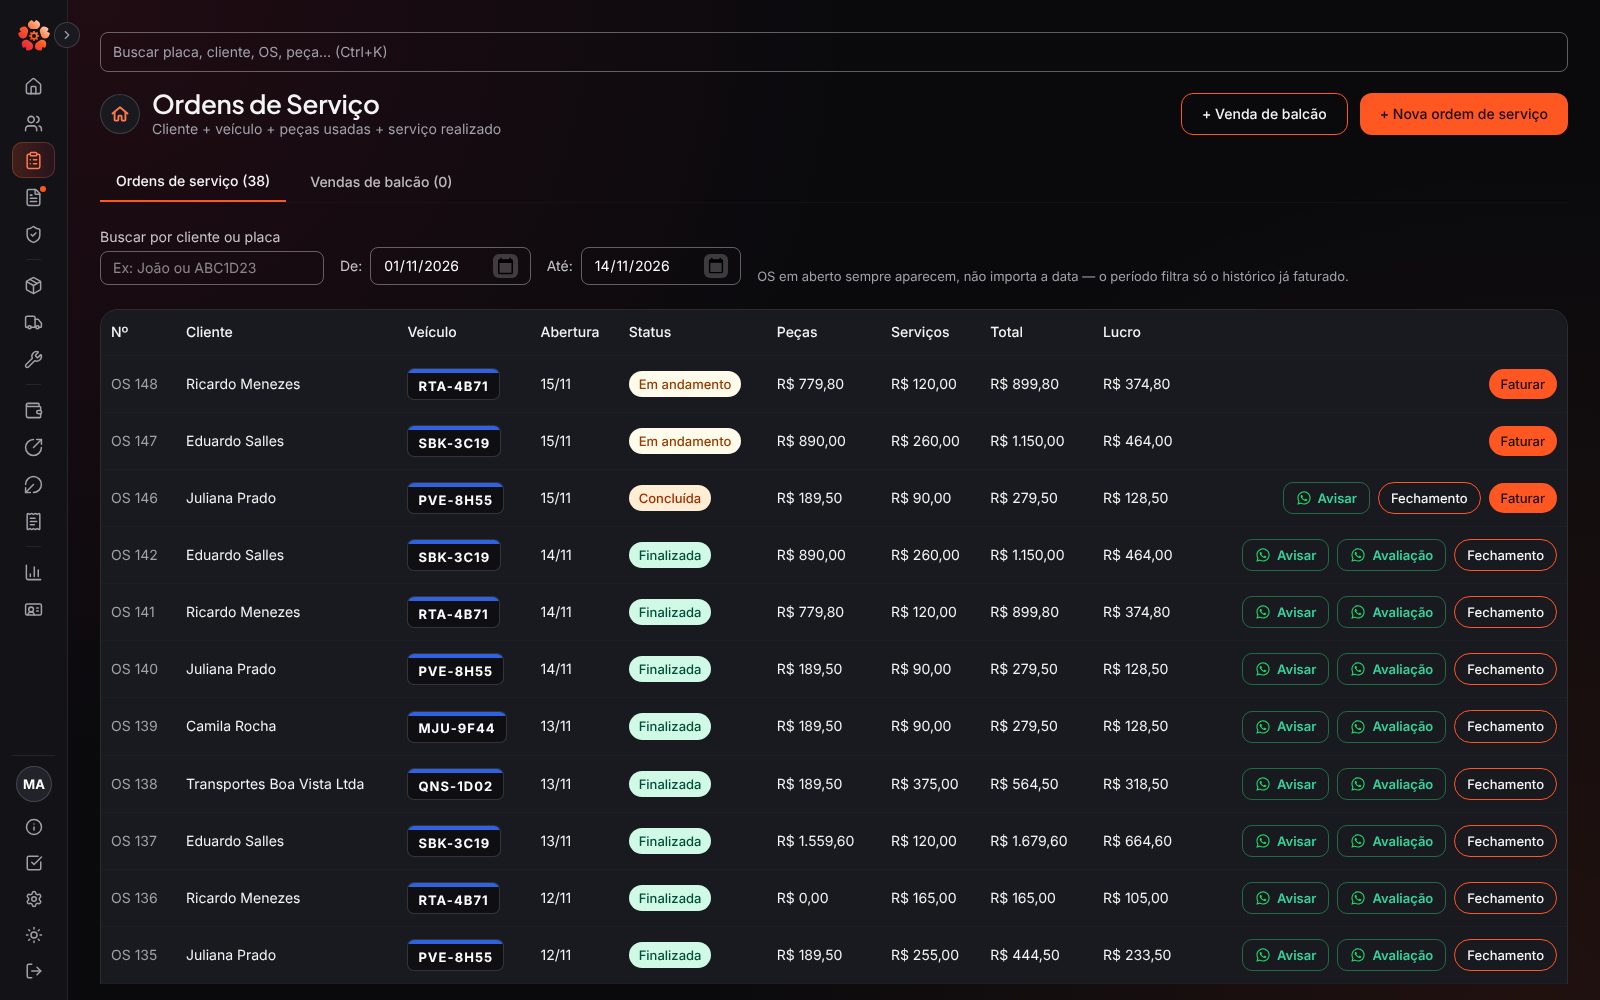 Buscar placa, cliente, OS, peça... (Ctrl+K)
Ordens de Serviço
Cliente + veículo + peças usadas + serviço realizado
+ Venda de balcão
+ Nova ordem de serviço
Ordens de serviço (38)
Vendas de balcão (0)
Buscar por cliente ou placa
Ex: João ou ABC1D23
De: 01/11/2026
Até: 14/11/2026
OS em aberto sempre aparecem, não importa a data — o período filtra só o histórico já faturado.
Nº Cliente Veículo Abertura Status Peças Serviços Total Lucro
OS 148 Ricardo Menezes RTA-4B71 15/11 Em andamento R$ 779,80 R$ 120,00 R$ 899,80 R$ 374,80 Faturar
OS 147 Eduardo Salles SBK-3C19 15/11 Em andamento R$ 890,00 R$ 260,00 R$ 1.150,00 R$ 464,00 Faturar
OS 146 Juliana Prado PVE-8H55 15/11 Concluída R$ 189,50 R$ 90,00 R$ 279,50 R$ 128,50 Avisar Fechamento Faturar
OS 142 Eduardo Salles SBK-3C19 14/11 Finalizada R$ 890,00 R$ 260,00 R$ 1.150,00 R$ 464,00 Avisar Avaliação Fechamento
OS 141 Ricardo Menezes RTA-4B71 14/11 Finalizada R$ 779,80 R$ 120,00 R$ 899,80 R$ 374,80 Avisar Avaliação Fechamento
OS 140 Juliana Prado PVE-8H55 14/11 Finalizada R$ 189,50 R$ 90,00 R$ 279,50 R$ 128,50 Avisar Avaliação Fechamento
OS 139 Camila Rocha MJU-9F44 13/11 Finalizada R$ 189,50 R$ 90,00 R$ 279,50 R$ 128,50 Avisar Avaliação Fechamento
OS 138 Transportes Boa Vista Ltda QNS-1D02 13/11 Finalizada R$ 189,50 R$ 375,00 R$ 564,50 R$ 318,50 Avisar Avaliação Fechamento
OS 137 Eduardo Salles SBK-3C19 13/11 Finalizada R$ 1.559,60 R$ 120,00 R$ 1.679,60 R$ 664,60 Avisar Avaliação Fechamento
OS 136 Ricardo Menezes RTA-4B71 12/11 Finalizada R$ 0,00 R$ 165,00 R$ 165,00 R$ 105,00 Avisar Avaliação Fechamento
OS 135 Juliana Prado PVE-8H55 12/11 Finalizada R$ 189,50 R$ 255,00 R$ 444,50 R$ 233,50 Avisar Avaliação Fechamento
MA